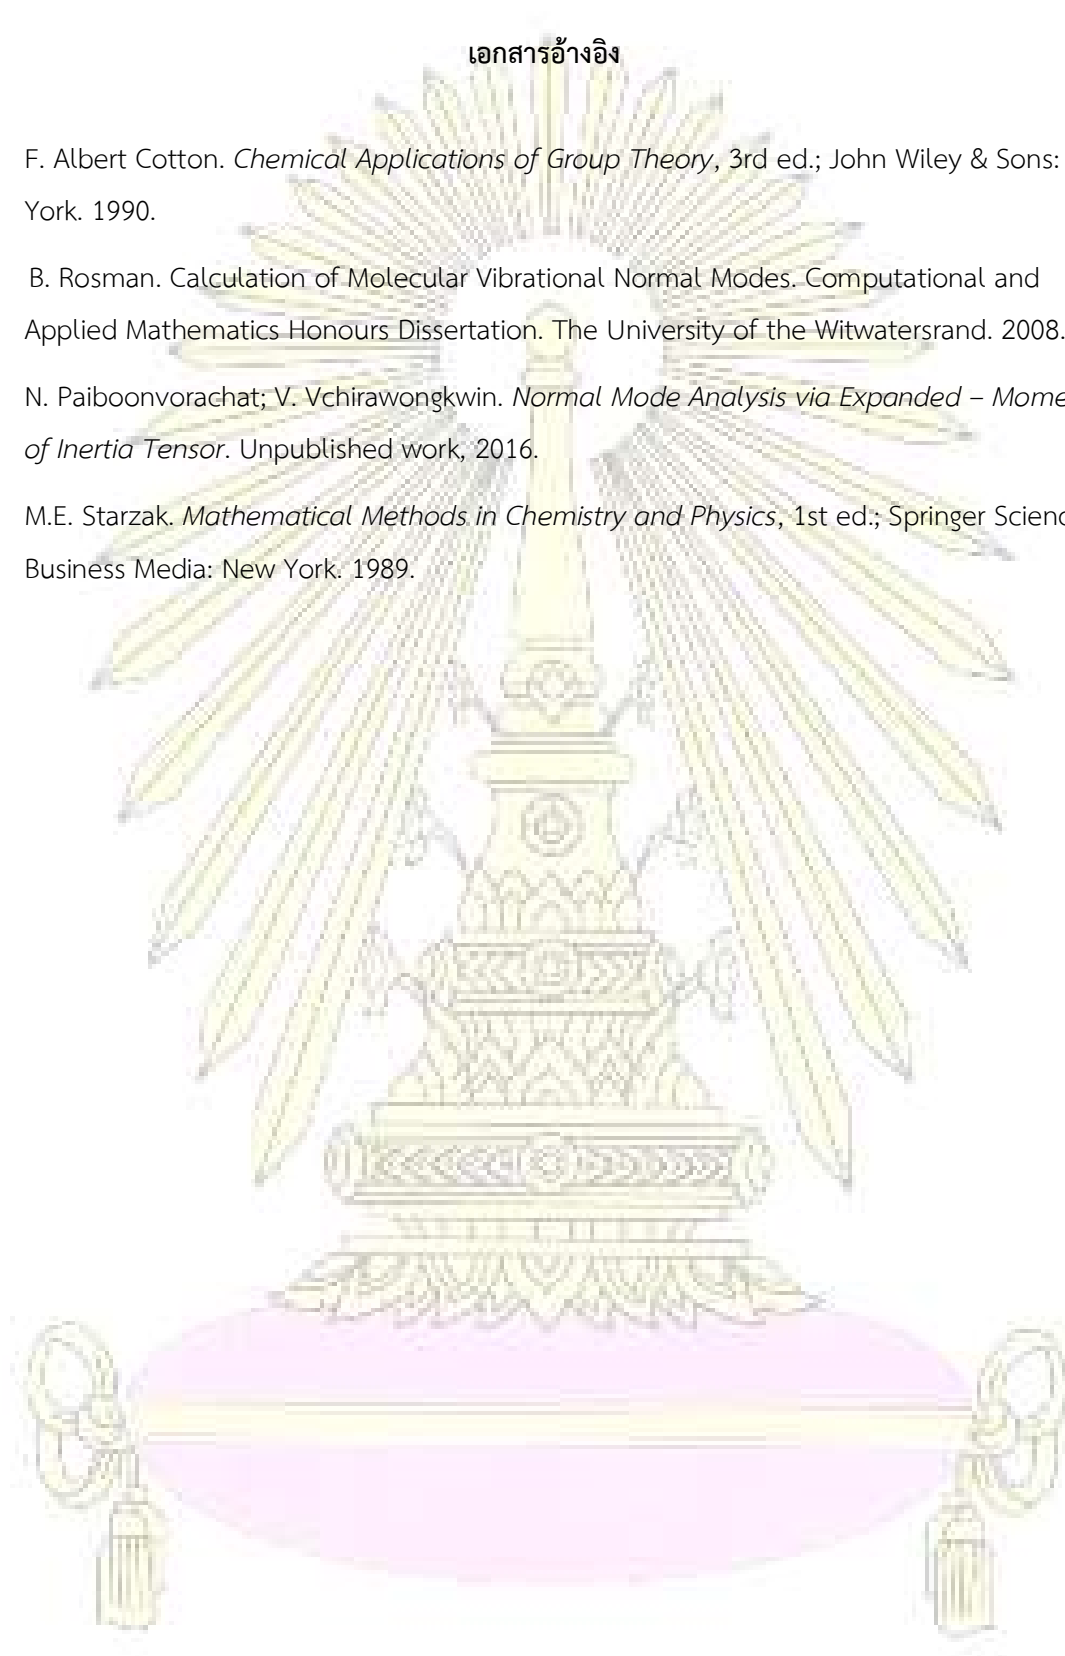 เอกสารอ้างอิง
F. Albert Cotton. Chemical Applications of Group Theory, 3rd ed.; John Wiley & Sons:
York. 1990.
B. Rosman. Calculation of Molecular Vibrational Normal Modes. Computational and
Applied Mathematics Honours Dissertation. The University of the Witwatersrand. 2008.
N. Paiboonvorachat; V. Vchirawongkwin. Normal Mode Analysis via Expanded – Mome
of Inertia Tensor. Unpublished work, 2016.
M.E. Starzak. Mathematical Methods in Chemistry and Physics, 1st ed.; Springer Scienc
Business Media: New York. 1989.